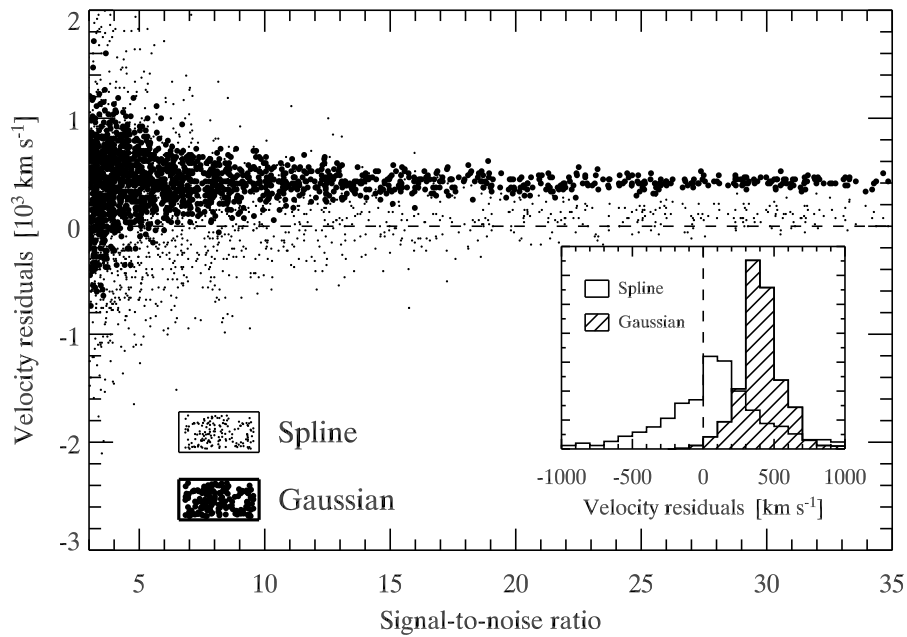 2
1
0
-1
-2
-3
Velocity residuals [10³ km s⁻¹]
Spline
Gaussian
Spline
Gaussian
-1000 -500 0 500 1000
Velocity residuals [km s⁻¹]
5 10 15 20 25 30 35
Signal-to-noise ratio